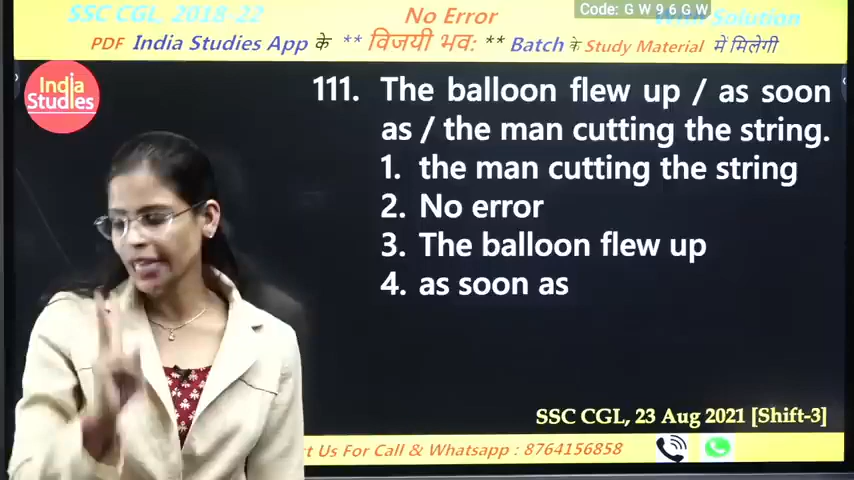 Code: G W 9 6 G W
SSC CGL, 2018-22 No Error With Solution
PDF India Studies App के ** विजयी भव: ** Batch के Study Material में मिलेगी
India
Studies
111. The balloon flew up / as soon
as / the man cutting the string.
1. the man cutting the string
2. No error
3. The balloon flew up
4. as soon as
SSC CGL, 23 Aug 2021 [Shift-3]
Us For Call & Whatsapp : 8764156858